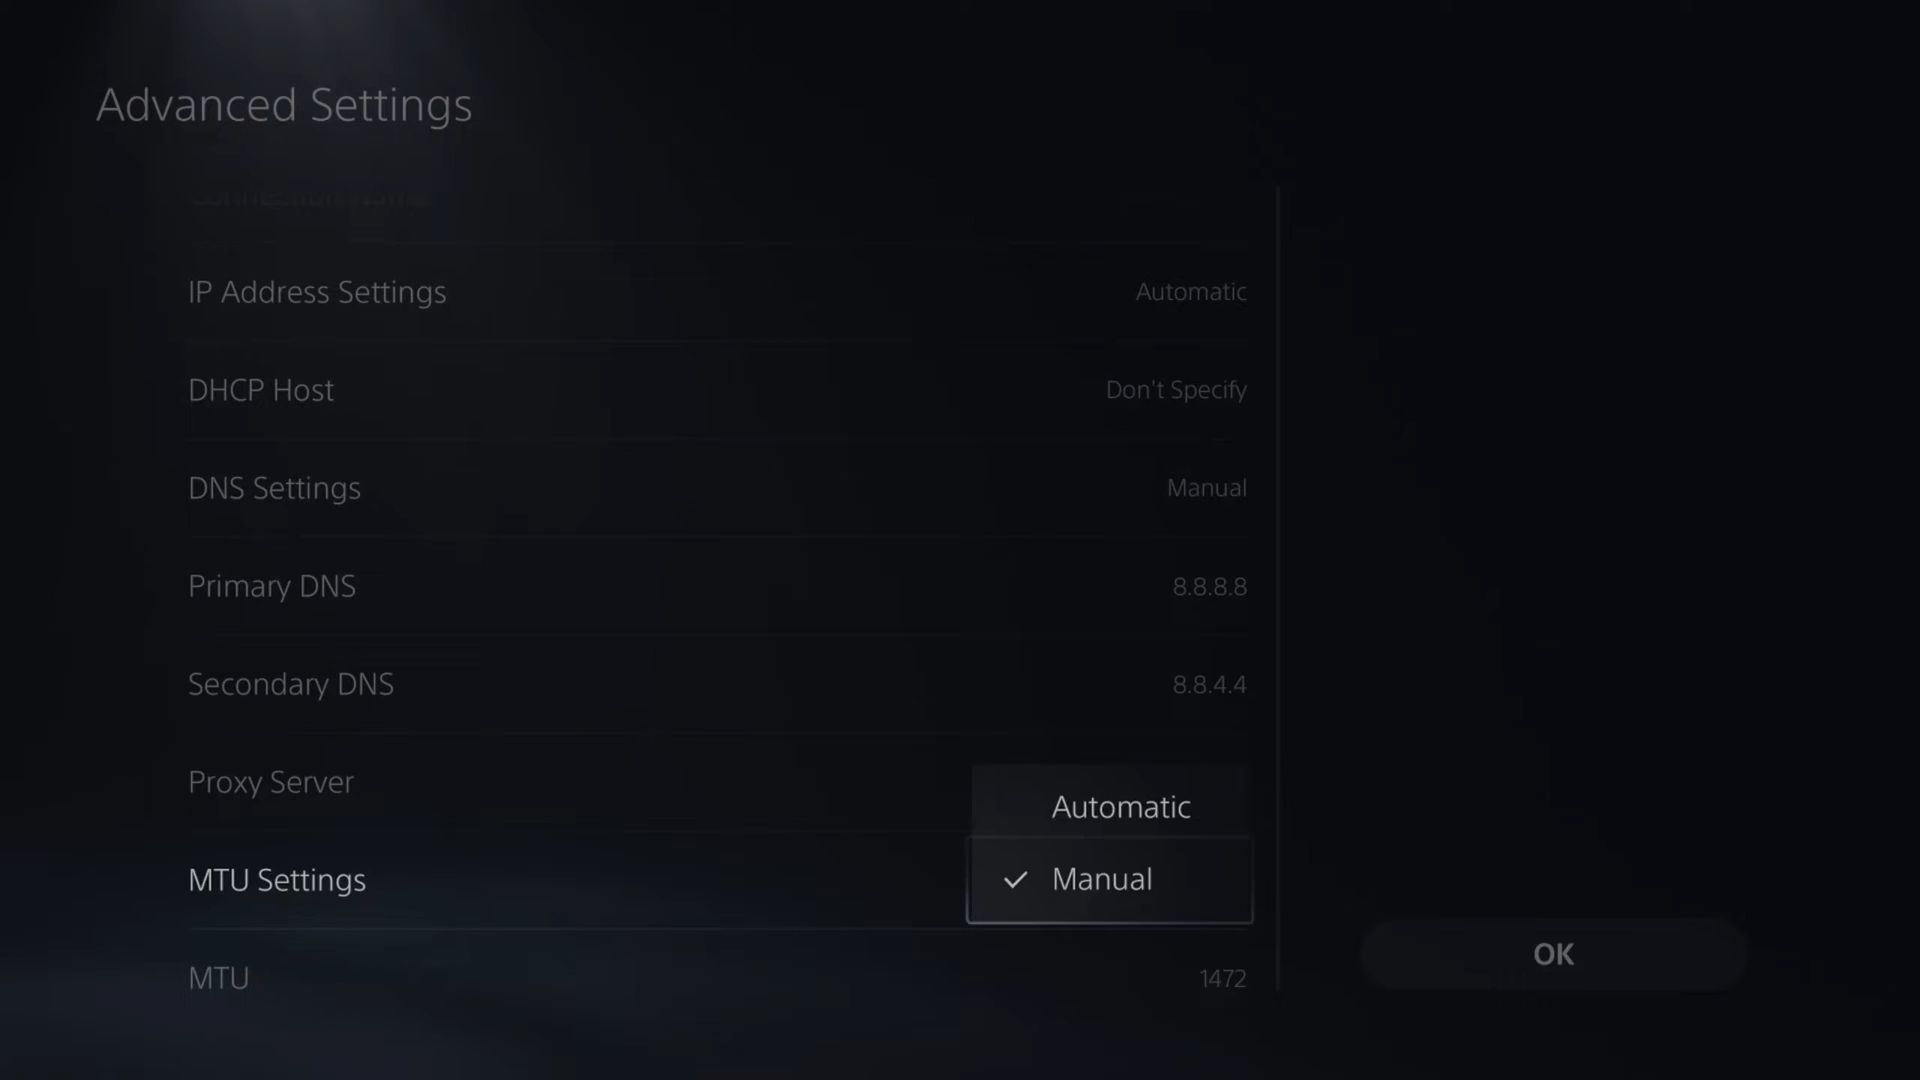 Advanced Settings
IP Address Settings Automatic
DHCP Host Don't Specify
DNS Settings Manual
Primary DNS 8.8.8.8
Secondary DNS 8.8.4.4
Proxy Server
Automatic
MTU Settings
Manual
OK
MTU 1472